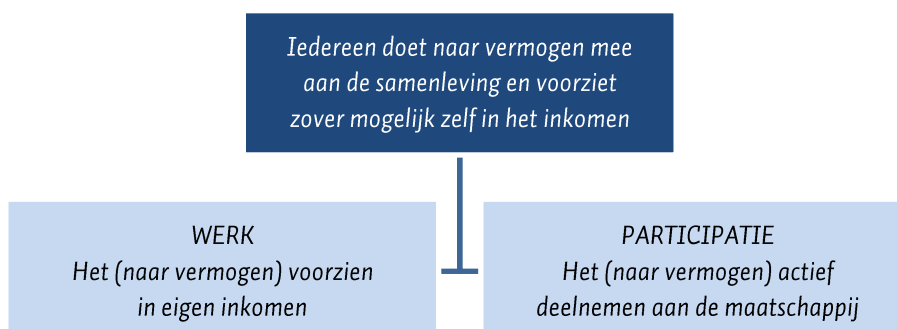 Iedereen doet naar vermogen mee
aan de samenleving en voorziet
zover mogelijk zelf in het inkomen
WERK
Het (naar vermogen) voorzien
in eigen inkomen
PARTICIPATIE
Het (naar vermogen) actief
deelnemen aan de maatschappij